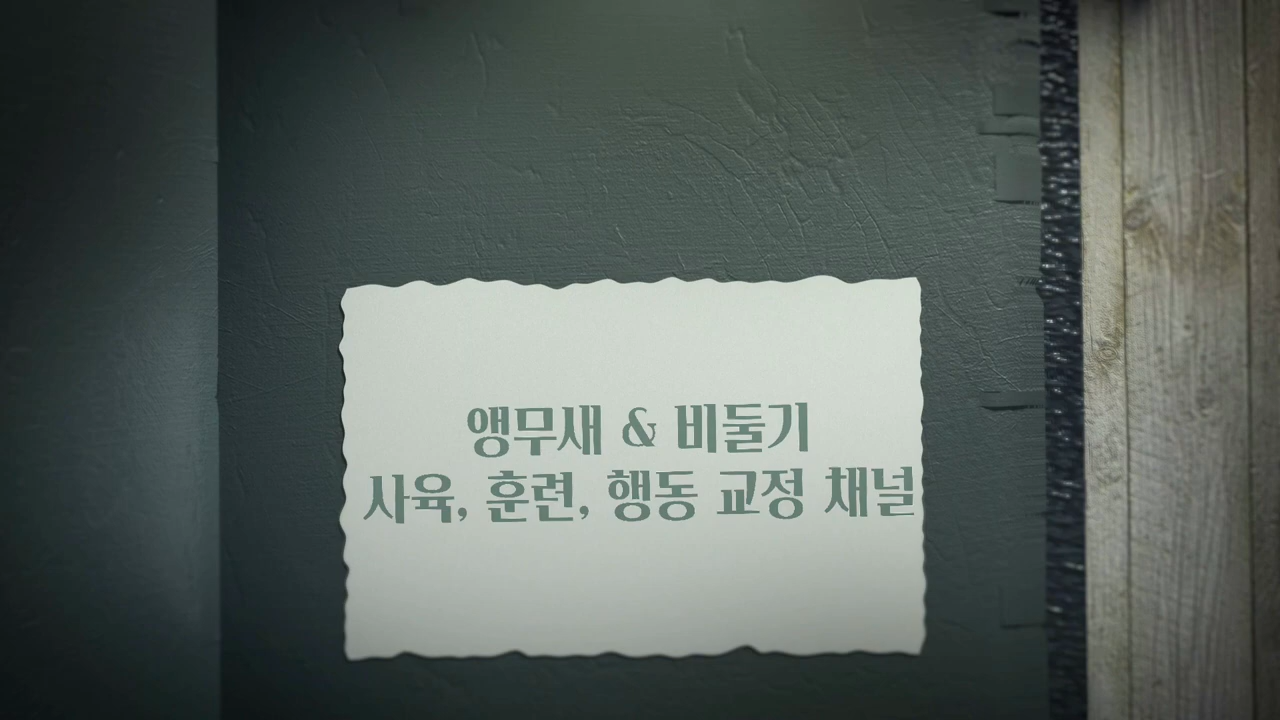 앵무새 & 비둘기
사육, 훈련, 행동 교정 채널